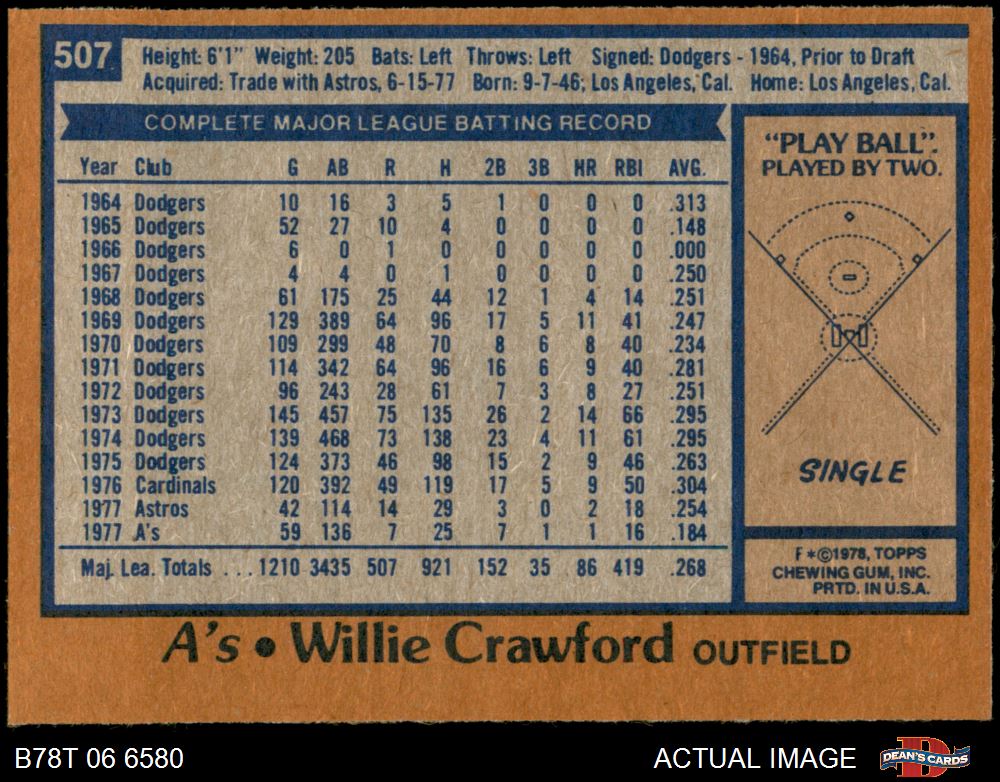 507
Height: 6'1" Weight: 205 Bats: Left Throws: Left Signed: Dodgers - 1964, Prior to Draft
Acquired: Trade with Astros, 6-15-77 Born: 9-7-46; Los Angeles, Cal. Home: Los Angeles, Cal.
COMPLETE MAJOR LEAGUE BATTING RECORD
Year Club G AB R H 2B 3B HR RBI AVG.
1964 Dodgers 10 16 3 5 1 0 0 0 .313
1965 Dodgers 52 27 10 4 0 0 0 0 .148
1966 Dodgers 6 0 1 0 0 0 0 0 .000
1967 Dodgers 4 4 0 1 0 0 0 0 .250
1968 Dodgers 61 175 25 44 12 1 4 14 .251
1969 Dodgers 129 389 64 96 17 5 11 41 .247
1970 Dodgers 109 299 48 70 8 6 8 40 .234
1971 Dodgers 114 342 64 96 16 6 9 40 .281
1972 Dodgers 96 243 28 61 7 3 8 27 .251
1973 Dodgers 145 457 75 135 26 2 14 66 .295
1974 Dodgers 139 468 73 138 23 4 11 61 .295
1975 Dodgers 124 373 46 98 15 2 9 46 .263
1976 Cardinals 120 392 49 119 17 5 9 50 .304
1977 Astros 42 114 14 29 3 0 2 18 .254
1977 A's 59 136 7 25 7 1 1 16 .184
Maj. Lea. Totals . . . 1210 3435 507 921 152 35 86 419 .268
"PLAY BALL".
PLAYED BY TWO.
SINGLE
F *©1978, TOPPS
CHEWING GUM, INC.
PRTD. IN U.S.A.
A's • Willie Crawford OUTFIELD
B78T 06 6580
ACTUAL IMAGE
DEAN'S CARDS